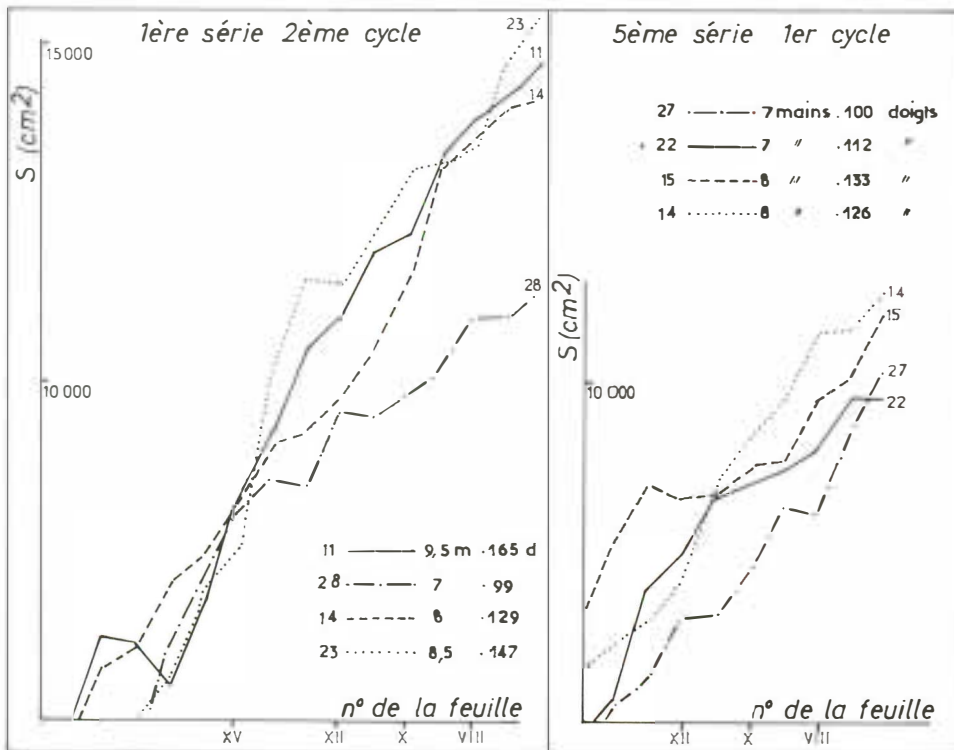 1ère série 2ème cycle
23
15 000
11
14
S (cm2)
28
10 000
11 9,5 m . 165 d
28 7 . 99
14 8 . 129
23 8,5 . 147
n° de la feuille
XV XII X VIII
5ème série 1er cycle
27 7 mains . 100 doigts
22 7 " . 112 "
15 8 " . 133 "
14 8 " . 126 "
S (cm2)
14
15
10 000
27
22
n° de la feuille
XII X VIII